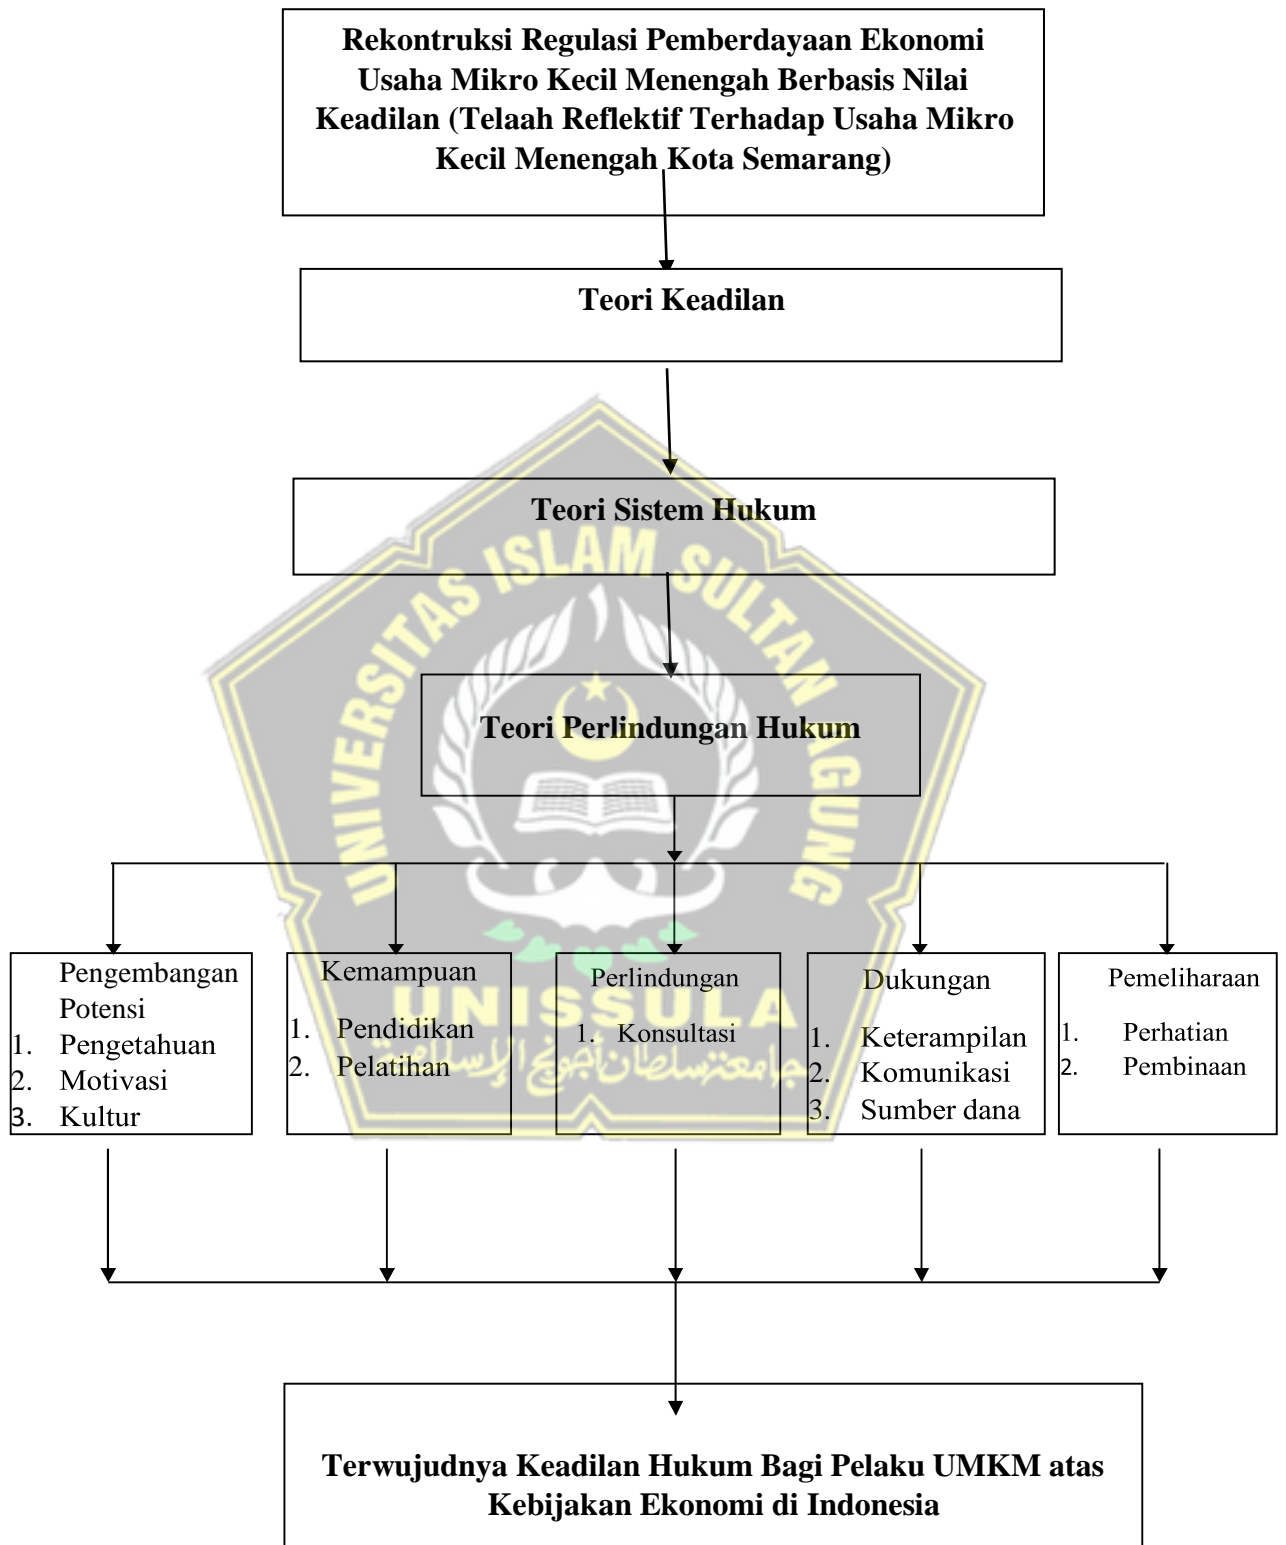 Rekontruksi Regulasi Pemberdayaan Ekonomi
Usaha Mikro Kecil Menengah Berbasis Nilai
Keadilan (Telaah Reflektif Terhadap Usaha Mikro
Kecil Menengah Kota Semarang)
Teori Keadilan
Teori Sistem Hukum
UNIVERSITAS ISLAM SULTAN AGUNG
Teori Perlindungan Hukum
Pengembangan
Potensi
1. Pengetahuan
2. Motivasi
3. Kultur
Kemampuan
1. Pendidikan
2. Pelatihan
Perlindungan
1. Konsultasi
Dukungan
1. Keterampilan
2. Komunikasi
3. Sumber dana
Pemeliharaan
1. Perhatian
2. Pembinaan
UNISSULA
جامعتسلطان أجونج الإسلامية
Terwujudnya Keadilan Hukum Bagi Pelaku UMKM atas
Kebijakan Ekonomi di Indonesia